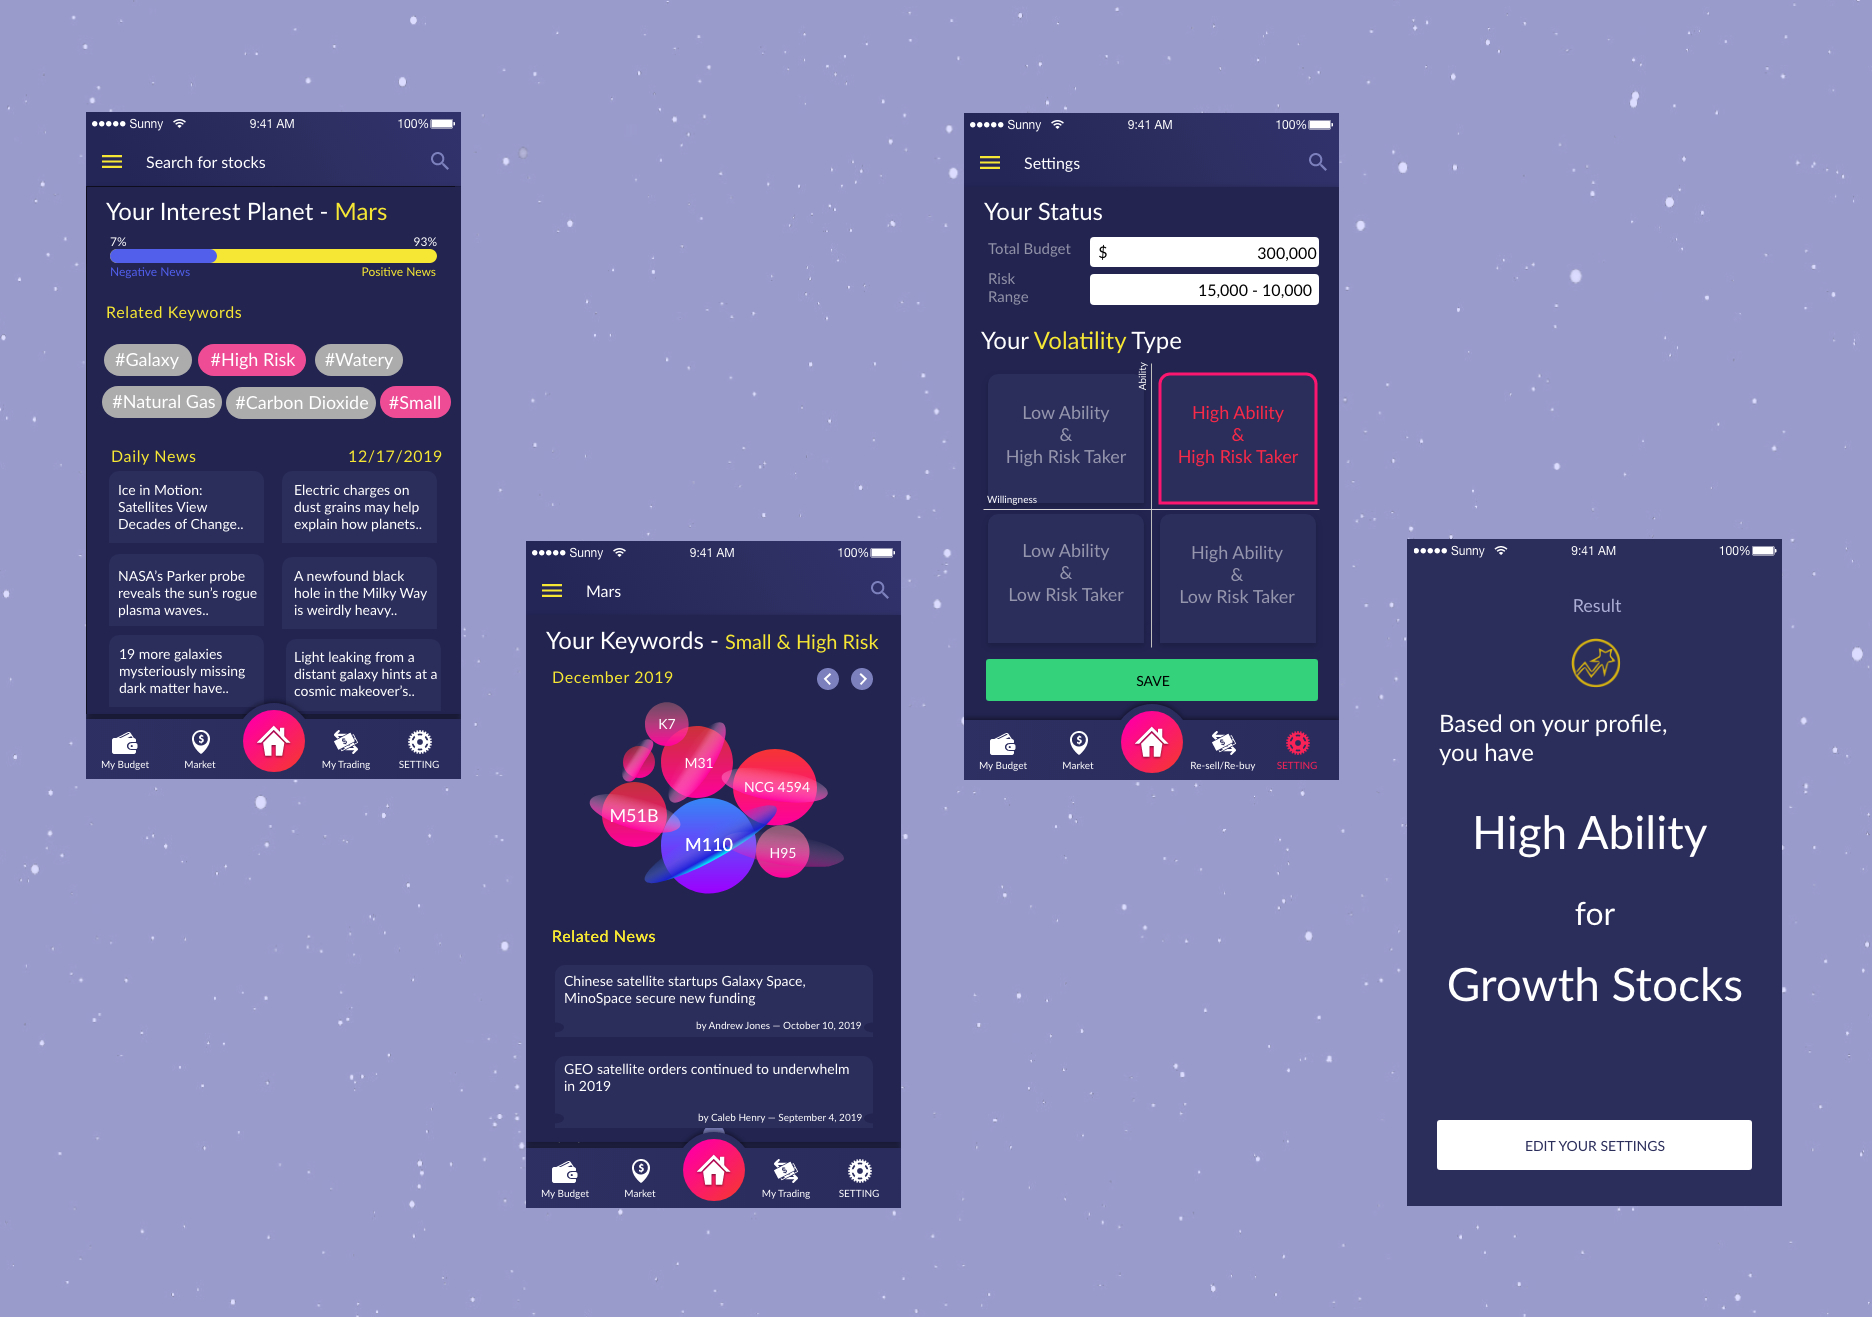 Sunny
9:41 AM
100%
Search for stocks
Your Interest Planet - Mars
7%
93%
Negative News
Positive News
Related Keywords
#Galaxy
#High Risk
#Watery
#Natural Gas
#Carbon Dioxide
#Small
Daily News
12/17/2019
Ice in Motion:
Satellites View
Decades of Change..
Electric charges on
dust grains may help
explain how planets..
NASA's Parker probe
reveals the sun's rogue
plasma waves..
A newfound black
hole in the Milky Way
is weirdly heavy..
19 more galaxies
mysteriously missing
dark matter have..
Light leaking from a
distant galaxy hints at a
cosmic makeover's..
My Budget
Market
My Trading
SETTING
Sunny
9:41 AM
100%
Mars
Your Keywords - Small & High Risk
December 2019
K7
M31
NCG 4594
M51B
M110
H95
Related News
Chinese satellite startups Galaxy Space,
MinoSpace secure new funding
by Andrew Jones — October 10, 2019
GEO satellite orders continued to underwhelm
in 2019
by Caleb Henry — September 4, 2019
My Budget
Market
My Trading
SETTING
Sunny
9:41 AM
100%
Settings
Your Status
Total Budget
$
300,000
Risk
Range
15,000 - 10,000
Your Volatility Type
Ability
Low Ability
&
High Risk Taker
High Ability
&
High Risk Taker
Willingness
Low Ability
&
Low Risk Taker
High Ability
&
Low Risk Taker
SAVE
My Budget
Market
Re-sell/Re-buy
SETTING
Sunny
9:41 AM
100%
Result
Based on your profile,
you have
High Ability
for
Growth Stocks
EDIT YOUR SETTINGS